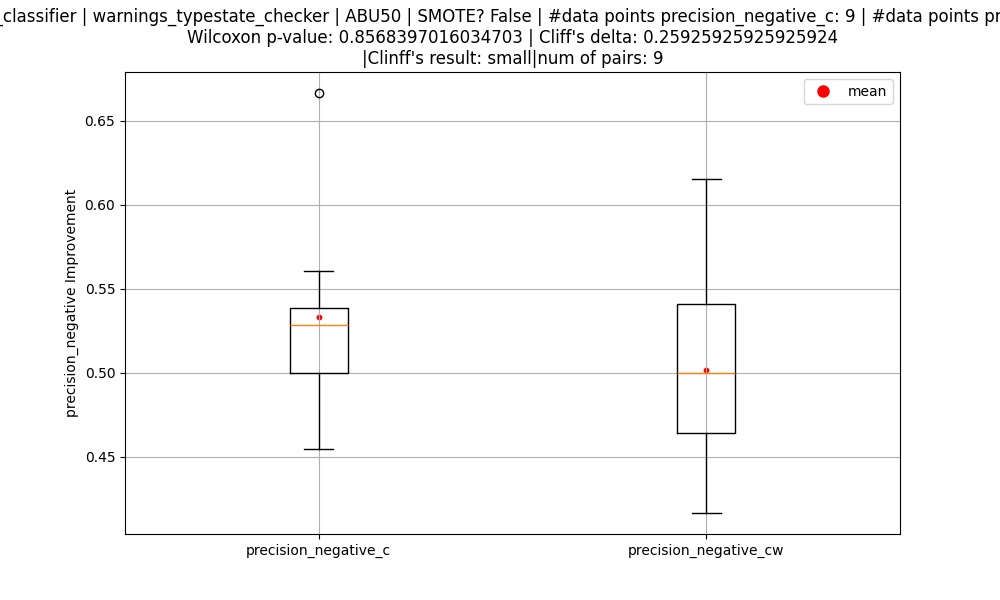 _classifier | warnings_typestate_checker | ABU50 | SMOTE? False | #data points precision_negative_c: 9 | #data points pr
Wilcoxon p-value: 0.8568397016034703 | Cliff's delta: 0.25925925925925924
|Clinff's result: small|num of pairs: 9
mean
0.65
0.60
0.55
0.50
0.45
precision_negative Improvement
precision_negative_c
precision_negative_cw